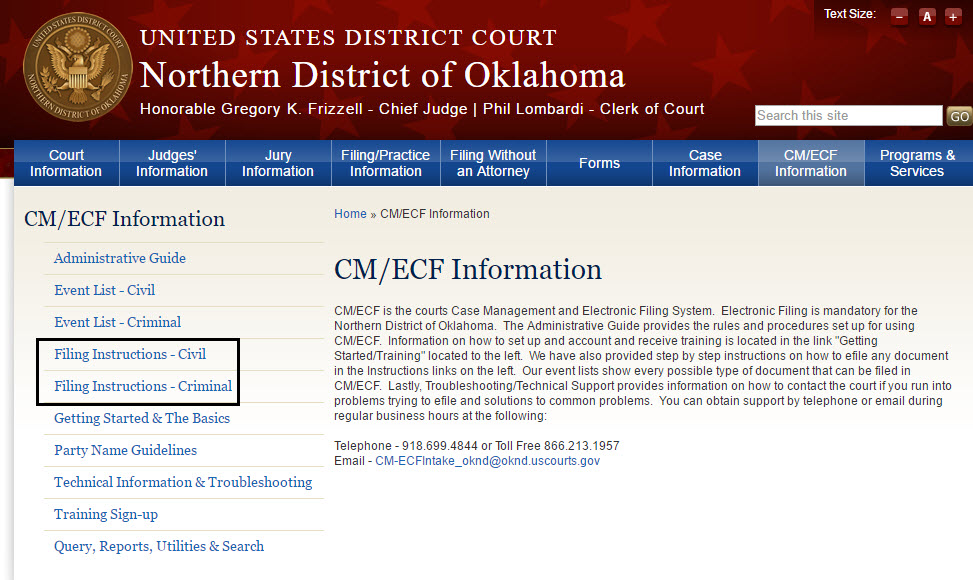 Text Size: – A +
UNITED STATES DISTRICT COURT
NORTHERN DISTRICT OF OKLAHOMA
UNITED STATES DISTRICT COURT
Northern District of Oklahoma
Honorable Gregory K. Frizzell - Chief Judge | Phil Lombardi - Clerk of Court
Search this site
GO
Court
Information
Judges'
Information
Jury
Information
Filing/Practice
Information
Filing Without
an Attorney
Forms
Case
Information
CM/ECF
Information
Programs &
Services
CM/ECF Information
Administrative Guide
Event List - Civil
Event List - Criminal
Filing Instructions - Civil
Filing Instructions - Criminal
Getting Started & The Basics
Party Name Guidelines
Technical Information & Troubleshooting
Training Sign-up
Query, Reports, Utilities & Search
Home » CM/ECF Information
CM/ECF Information
CM/ECF is the courts Case Management and Electronic Filing System. Electronic Filing is mandatory for the
Northern District of Oklahoma. The Administrative Guide provides the rules and procedures set up for using
CM/ECF. Information on how to set up and account and receive training is located in the link "Getting
Started/Training" located to the left. We have also provided step by step instructions on how to efile any document
in the Instructions links on the left. Our event lists show every possible type of document that can be filed in
CM/ECF. Lastly, Troubleshooting/Technical Support provides information on how to contact the court if you run into
problems trying to efile and solutions to common problems. You can obtain support by telephone or email during
regular business hours at the following:
Telephone - 918.699.4844 or Toll Free 866.213.1957
Email - CM-ECFIntake_oknd@oknd.uscourts.gov